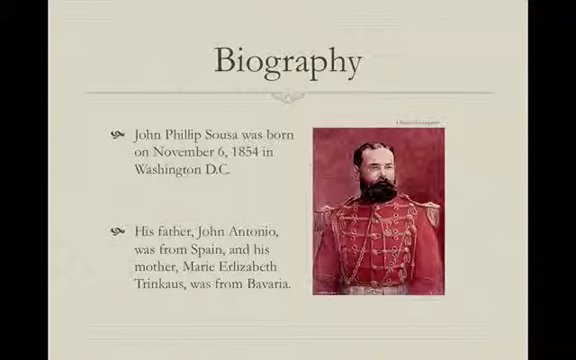 Biography
John Phillip Sousa was born
on November 6, 1854 in
Washington D.C.
His father, John Antonio,
was from Spain, and his
mother, Marie Erlizabeth
Trinkaus, was from Bavaria.